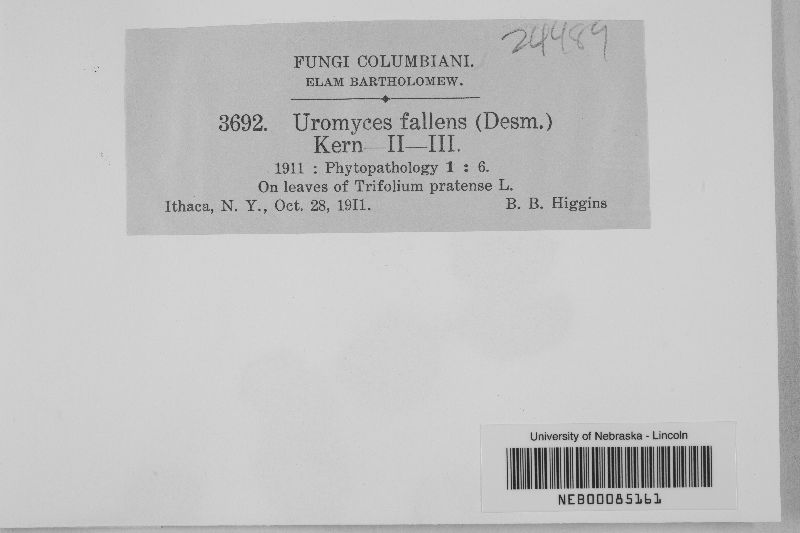 24489
FUNGI COLUMBIANI.
ELAM BARTHOLOMEW.
3692. Uromyces fallens (Desm.)
Kern II—III.
1911 : Phytopathology 1 : 6.
On leaves of Trifolium pratense L.
Ithaca, N. Y., Oct. 28, 1911. B. B. Higgins
University of Nebraska - Lincoln
NEB00085161